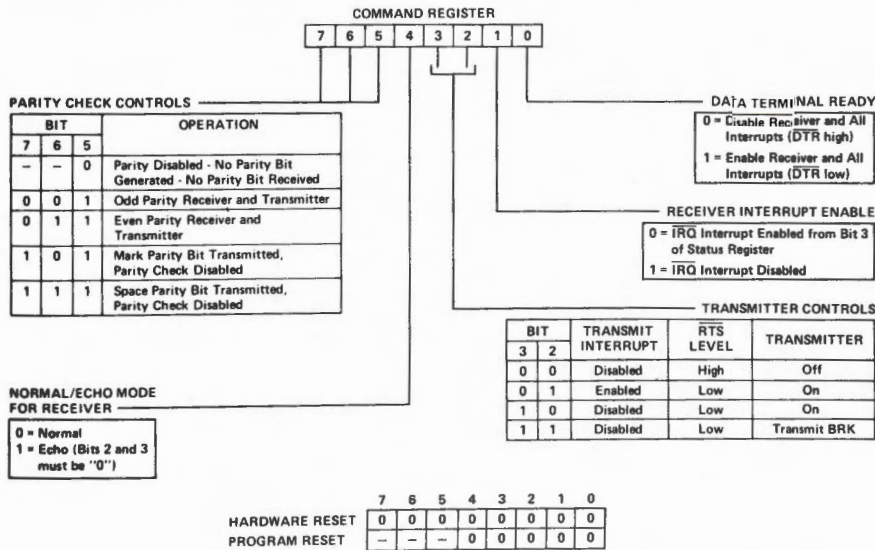 COMMAND REGISTER
7 6 5 4 3 2 1 0
PARITY CHECK CONTROLS
BIT OPERATION
7 6 5
– – 0 Parity Disabled - No Parity Bit
Generated - No Parity Bit Received
0 0 1 Odd Parity Receiver and Transmitter
0 1 1 Even Parity Receiver and
Transmitter
1 0 1 Mark Parity Bit Transmitted,
Parity Check Disabled
1 1 1 Space Parity Bit Transmitted,
Parity Check Disabled
NORMAL/ECHO MODE
FOR RECEIVER
0 = Normal
1 = Echo (Bits 2 and 3
must be "0")
DATA TERMINAL READY
0 = Disable Receiver and All
Interrupts (DTR high)
1 = Enable Receiver and All
Interrupts (DTR low)
RECEIVER INTERRUPT ENABLE
0 = IRQ Interrupt Enabled from Bit 3
of Status Register
1 = IRQ Interrupt Disabled
TRANSMITTER CONTROLS
BIT TRANSMIT INTERRUPT RTS LEVEL TRANSMITTER
3 2
0 0 Disabled High Off
0 1 Enabled Low On
1 0 Disabled Low On
1 1 Disabled Low Transmit BRK
7 6 5 4 3 2 1 0
HARDWARE RESET 0 0 0 0 0 0 0 0
PROGRAM RESET – – – 0 0 0 0 0